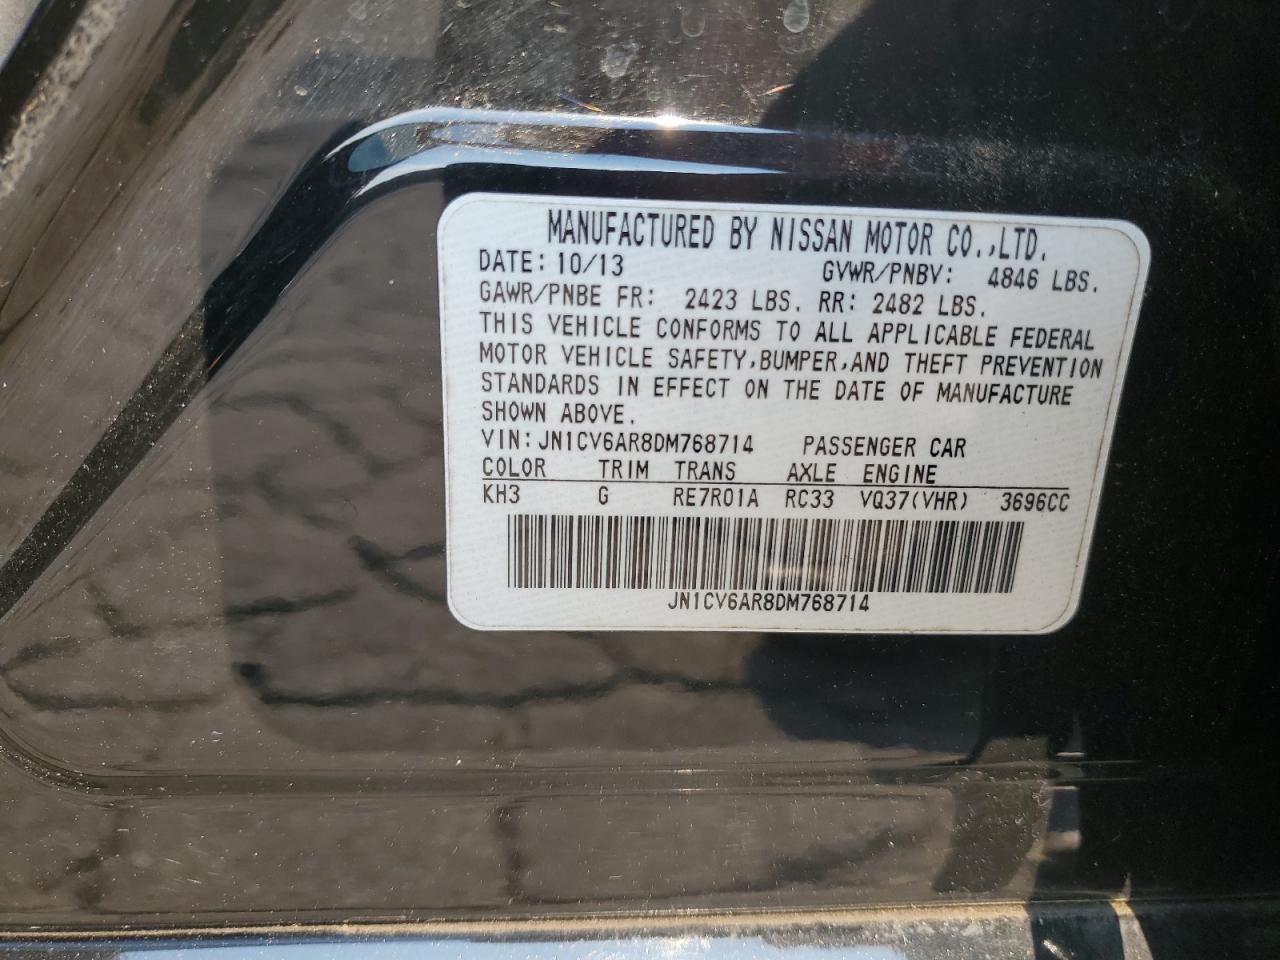 MANUFACTURED BY NISSAN MOTOR CO.,LTD.
DATE: 10/13 GVWR/PNBV: 4846 LBS.
GAWR/PNBE FR: 2423 LBS. RR: 2482 LBS.
THIS VEHICLE CONFORMS TO ALL APPLICABLE FEDERAL
MOTOR VEHICLE SAFETY,BUMPER,AND THEFT PREVENTION
STANDARDS IN EFFECT ON THE DATE OF MANUFACTURE
SHOWN ABOVE.
VIN:JN1CV6AR8DM768714 PASSENGER CAR
COLOR TRIM TRANS AXLE ENGINE
KH3 G RE7R01A RC33 VQ37(VHR) 3696CC
JN1CV6AR8DM768714